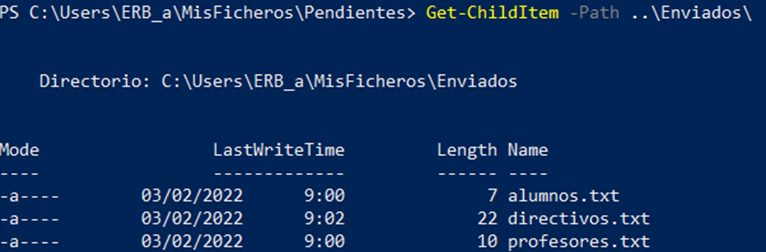 PS C:\Users\ERB_a\MisFicheros\Pendientes> Get-ChildItem -Path ..\Enviados\
Directorio: C:\Users\ERB_a\MisFicheros\Enviados
Mode LastWriteTime Length Name
---- ------------- ------ ----
-a---- 03/02/2022 9:00 7 alumnos.txt
-a---- 03/02/2022 9:02 22 directivos.txt
-a---- 03/02/2022 9:00 10 profesores.txt